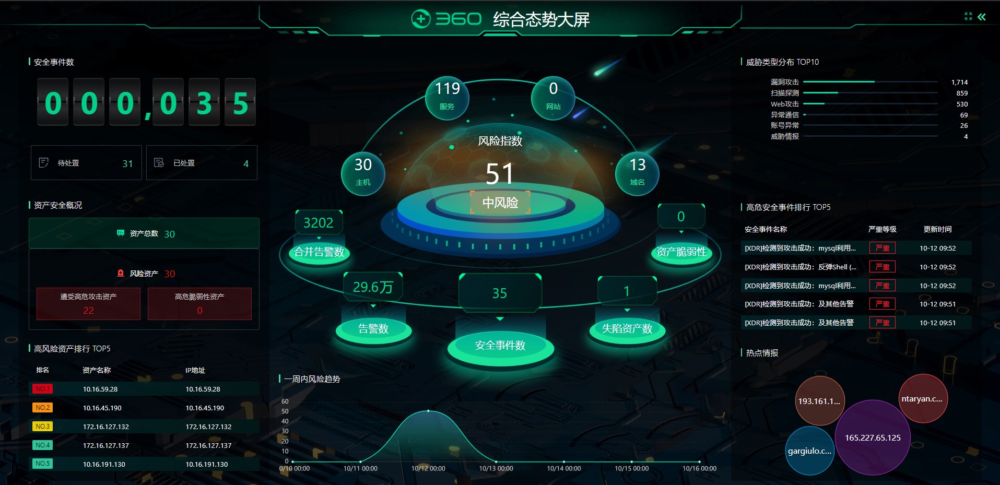 360 综合态势大屏
安全事件数
000,035
待处置 31
已处置 4
资产安全概况
资产总数 30
风险资产 30
遭受高危攻击资产
22
高危脆弱性资产
0
高风险资产排行 TOP5
排名 资产名称 IP地址
NO.1 10.16.59.28 10.16.59.28
NO.2 10.16.45.190 10.16.45.190
NO.3 172.16.127.132 172.16.127.132
NO.4 172.16.127.137 172.16.127.137
NO.5 10.16.191.130 10.16.191.130
119
服务
0
网站
30
主机
13
域名
风险指数
51
中风险
3202
合并告警数
0
资产脆弱性
29.6万
告警数
35
安全事件数
1
失陷资产数
一周内风险趋势
60
50
40
30
20
10
0
0/10 00:00 10/11 00:00 10/12 00:00 10/13 00:00 10/14 00:00 10/15 00:00 10/16 00:00
威胁类型分布 TOP10
漏洞攻击 1,714
扫描探测 859
Web攻击 530
异常通信 69
账号异常 26
威胁情报 4
高危安全事件排行 TOP5
安全事件名称 严重等级 更新时间
[XDR]检测到攻击成功：mysql利用... 严重 10-12 09:52
[XDR]检测到攻击成功：反弹Shell (... 严重 10-12 09:52
[XDR]检测到攻击成功：mysql利用... 严重 10-12 09:52
[XDR]检测到攻击成功：及其他告警 严重 10-12 09:51
[XDR]检测到攻击成功：及其他告警 严重 10-12 09:51
热点情报
193.161.1...
ntaryan.c...
165.227.65.125
gargiulo.c...